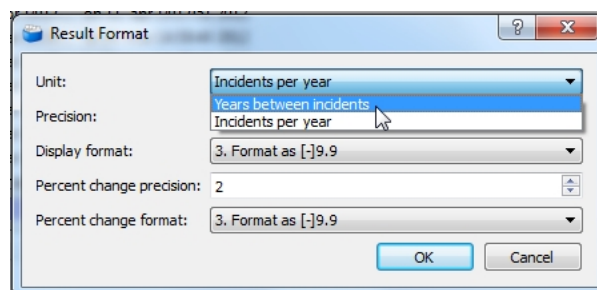 Result Format
Unit: Incidents per year
Years between incidents
Precision: Incidents per year
Display format: 3. Format as [-]9.9
Percent change precision: 2
Percent change format: 3. Format as [-]9.9
OK Cancel